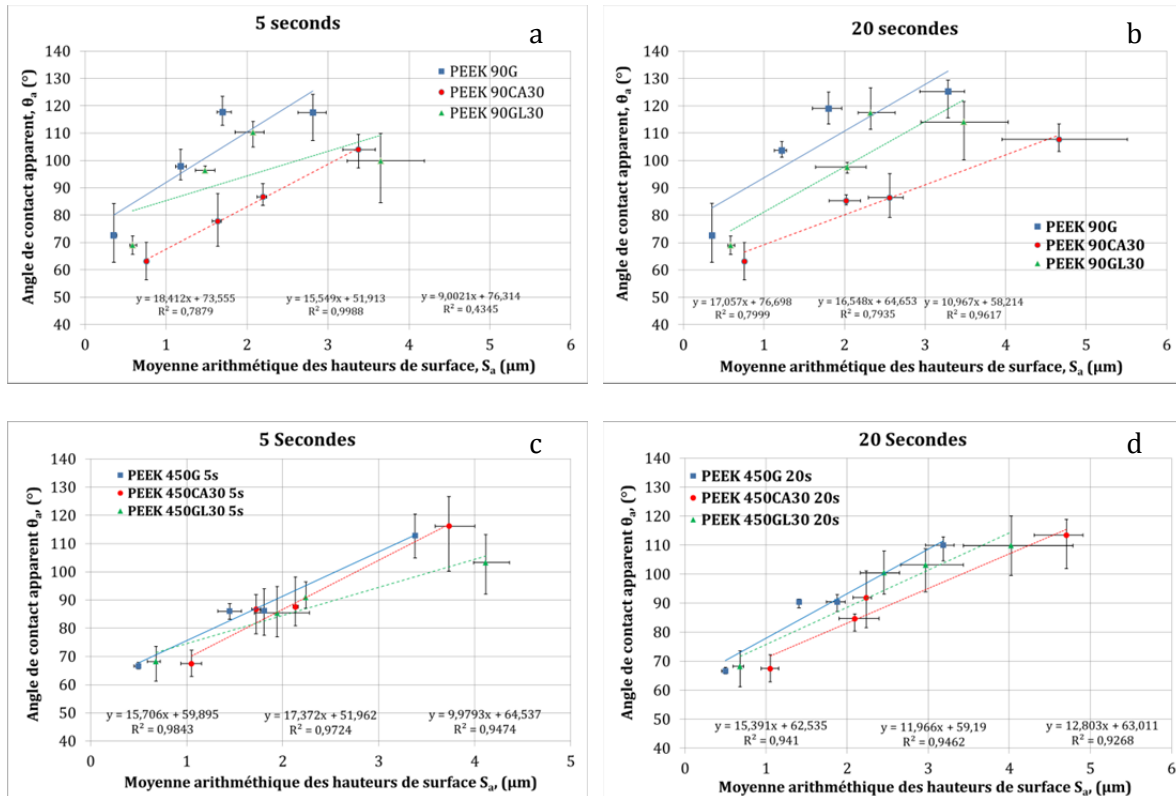 5 seconds
a
140
130
120
110
100
90
80
70
60
50
40
Angle de contact apparent, θa (°)
PEEK 90G
PEEK 90CA30
PEEK 90GL30
y = 18,412x + 73,555
R² = 0,7879
y = 15,549x + 51,913
R² = 0,9988
y = 9,0021x + 76,314
R² = 0,4345
0 1 2 3 4 5 6
Moyenne arithmétique des hauteurs de surface, Sa (µm)
20 secondes
b
140
130
120
110
100
90
80
70
60
50
40
Angle de contact apparent, θa (°)
PEEK 90G
PEEK 90CA30
PEEK 90GL30
y = 17,057x + 76,698
R² = 0,7999
y = 16,548x + 64,653
R² = 0,7935
y = 10,967x + 58,214
R² = 0,9617
0 1 2 3 4 5 6
Moyenne arithmétique des hauteurs de surface, Sa (µm)
5 Secondes
c
140
130
120
110
100
90
80
70
60
50
40
Angle de contact apparent θa, (°)
PEEK 450G 5s
PEEK 450CA30 5s
PEEK 450GL30 5s
y = 15,706x + 59,895
R² = 0,9843
y = 17,372x + 51,962
R² = 0,9724
y = 9,9793x + 64,537
R² = 0,9474
0 1 2 3 4 5
Moyenne arithméthique des hauteurs de surface Sa, (µm)
20 Secondes
d
140
130
120
110
100
90
80
70
60
50
40
Angle de contact apparent θa, (°)
PEEK 450G 20s
PEEK 450CA30 20s
PEEK 450GL30 20s
y = 15,391x + 62,535
R² = 0,941
y = 11,966x + 59,19
R² = 0,9462
y = 12,803x + 63,011
R² = 0,9268
0 1 2 3 4 5 6
Moyenne arithméthique des hauteurs de surface Sa, (µm)